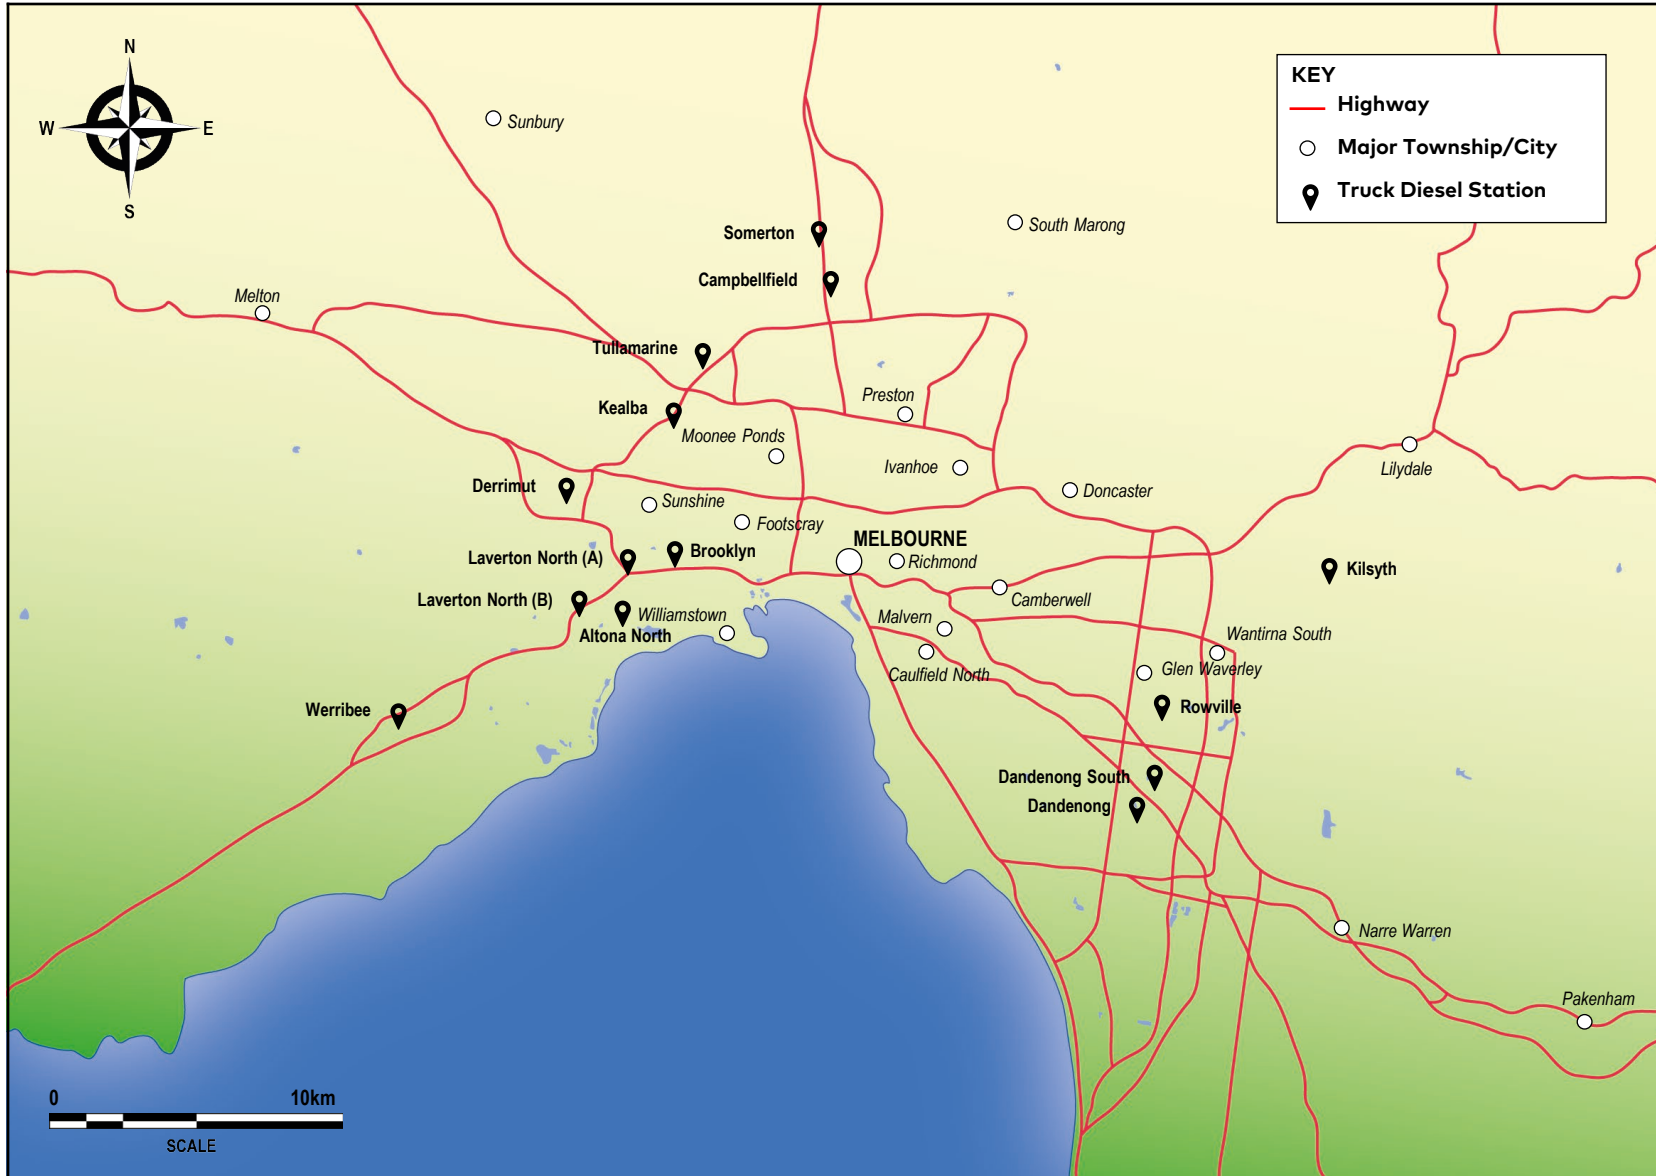 N
W
E
S
KEY
Highway
Major Township/City
Truck Diesel Station
Sunbury
South Marong
Somerton
Campbellfield
Melton
Tullamarine
Preston
Kealba
Moonee Ponds
Ivanhoe
Lilydale
Derrimut
Sunshine
Doncaster
Footscray
MELBOURNE
Laverton North (A)
Brooklyn
Richmond
Kilsyth
Laverton North (B)
Camberwell
Williamstown
Altona North
Malvern
Wantirna South
Caulfield North
Glen Waverley
Werribee
Rowville
Dandenong South
Dandenong
Narre Warren
Pakenham
0
10km
SCALE